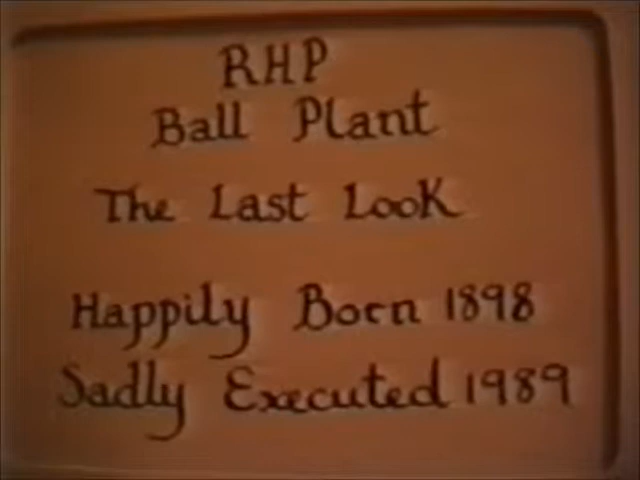 RHP
Ball Plant
The Last Look
Happily Born 1898
Sadly Executed 1989